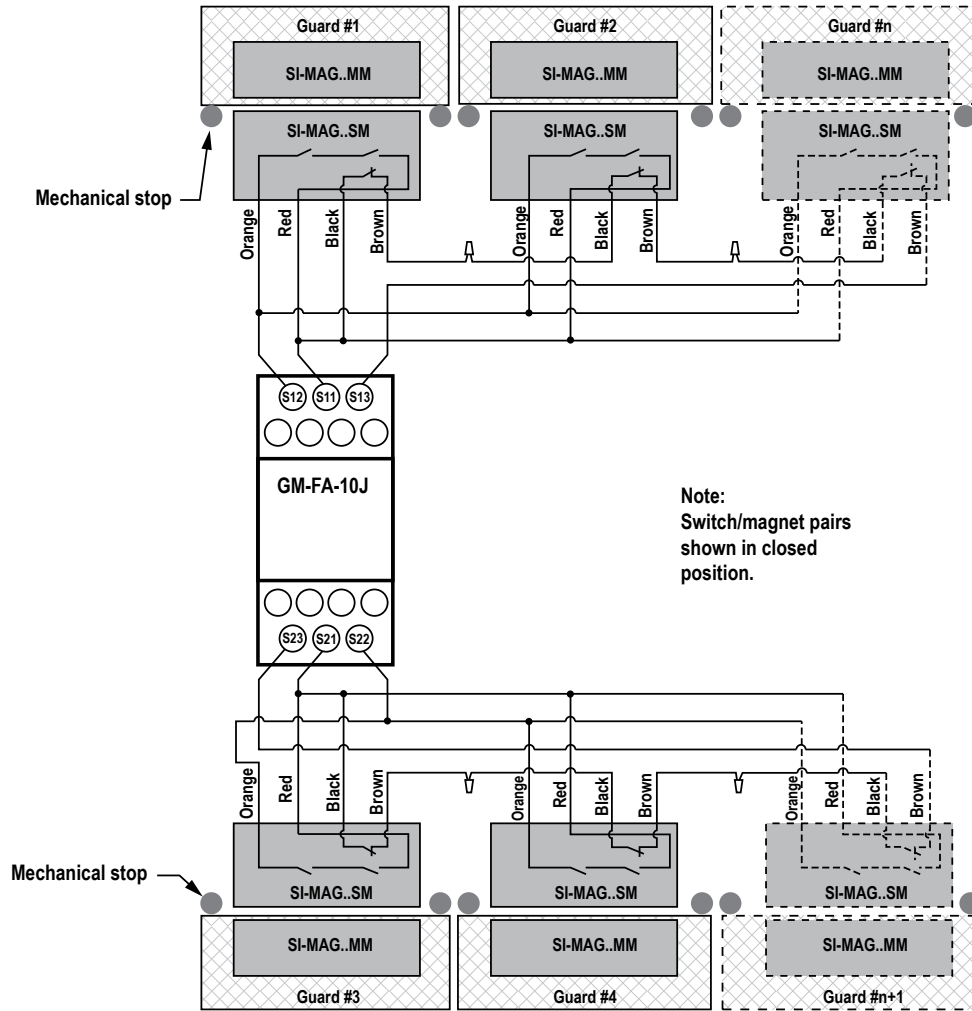 Guard #1
Guard #2
Guard #n
SI-MAG..MM
SI-MAG..MM
SI-MAG..MM
SI-MAG..SM
SI-MAG..SM
SI-MAG..SM
Mechanical stop
Orange
Red
Black
Brown
Orange
Red
Black
Brown
Orange
Red
Black
Brown
S12
S11
S13
GM-FA-10J
Note:
Switch/magnet pairs
shown in closed
position.
S23
S21
S22
Orange
Red
Black
Brown
Orange
Red
Black
Brown
Orange
Red
Black
Brown
Mechanical stop
SI-MAG..SM
SI-MAG..SM
SI-MAG..SM
SI-MAG..MM
SI-MAG..MM
SI-MAG..MM
Guard #3
Guard #4
Guard #n+1